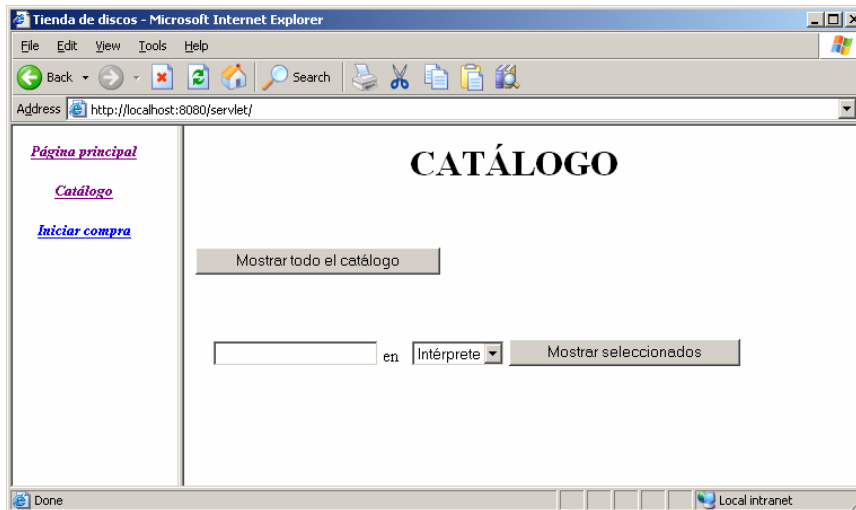 Tienda de discos - Microsoft Internet Explorer
File Edit View Tools Help
Back Search
Address http://localhost:8080/servlet/
Página principal
Catálogo
Iniciar compra
CATÁLOGO
Mostrar todo el catálogo
en Intérprete Mostrar seleccionados
Done Local intranet